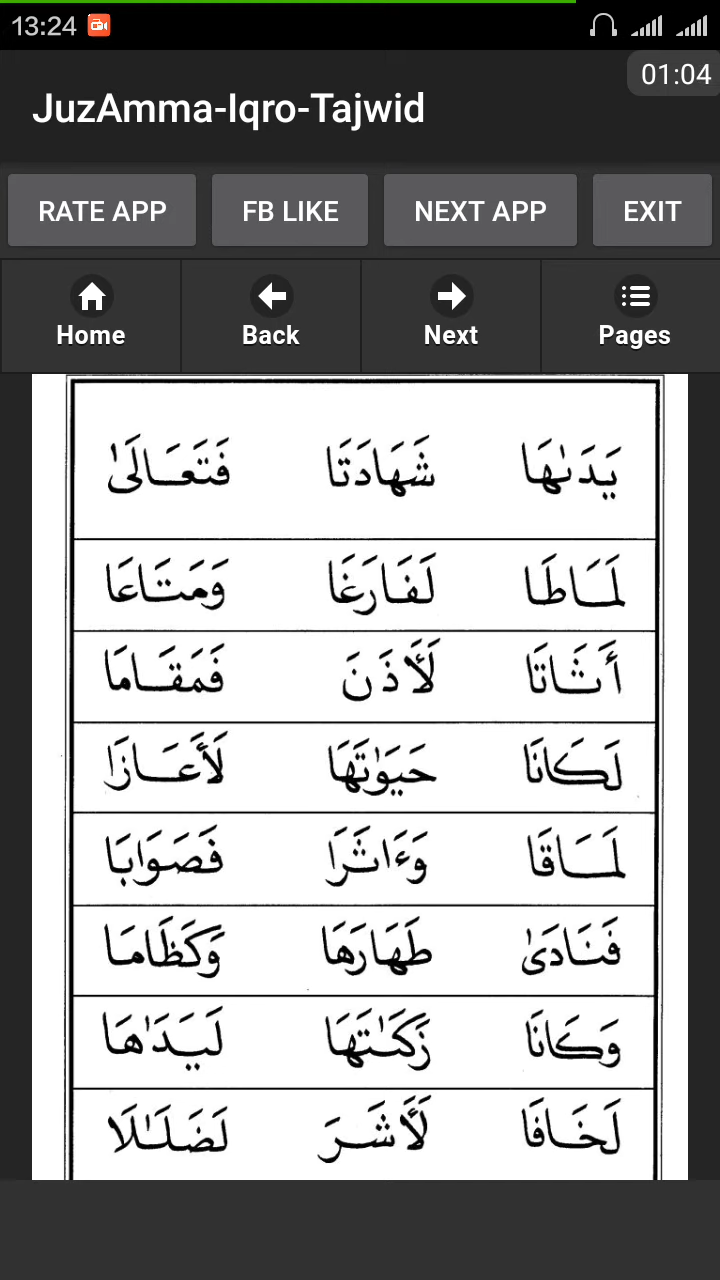 13:24
01:04
JuzAmma-Iqro-Tajwid
RATE APP FB LIKE NEXT APP EXIT
Home Back Next Pages
يَدَىٰهَا شَهَادَتَا فَتَعَالَىٰ
لَمَاطَا لَفَارَغَا وَمَتَاعَا
أَثَاثَا لَأَذَنَ فَمَقَامَا
لَكَانَا حَيَوٰتَهَا لَأَعَازَا
لَمَاقَا وَءَاثَرَا فَصَوَابَا
فَنَادَىٰ طَهَارَهَا وَكَظَامَا
وَكَانَا زَكَـٰتَهَا لَيَدَٰهَا
لَخَافَا لَأَشَرَ لَضَلَـٰلَا